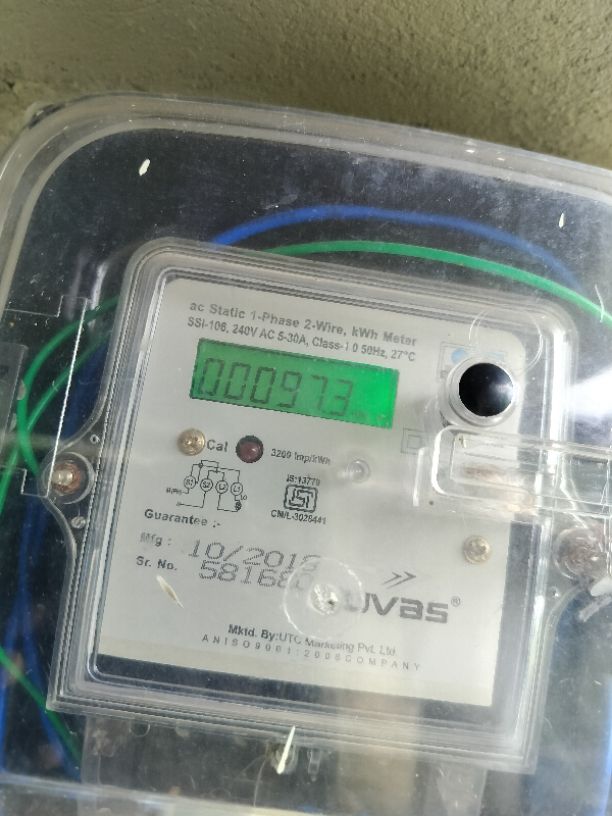 ac Static 1-Phase 2-Wire, kWh Meter
SSI-106, 240V AC 5-30A, Class-1.0 50Hz, 27°C
000973
Cal 3200 Imp/kWh
IS:13779
CM/L-3028441
Guarantee :-
Mfg : 10/2018
Sr. No. 58168
uvas®
Mktd. By:UTC Marketing Pvt. Ltd
AN ISO 9001:2008 COMPANY